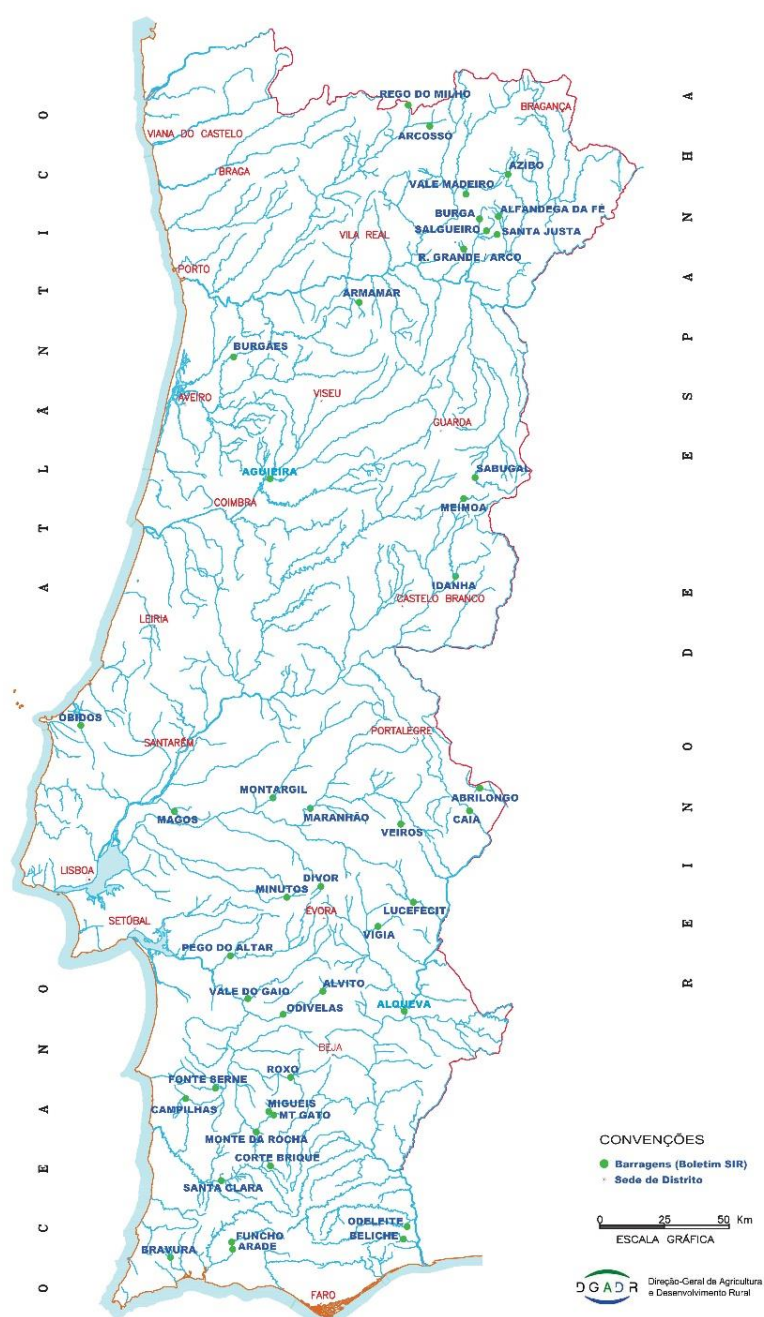 REGO DO MILHO
BRAGANÇA
VIANA DO CASTELO
ARCOSSÓ
BRAGA
AZIBO
VALE MADEIRO
BURGA
ALFANDEGA DA FÉ
SALGUEIRO
SANTA JUSTA
VILA REAL
R. GRANDE / ARCO
PORTO
ARMAMAR
BURGÃES
AVEIRO
VISEU
GUARDA
AGUIEIRA
SABUGAL
COIMBRA
MEIMOA
IDANHA
CASTELO BRANCO
LEIRIA
ÓBIDOS
SANTARÉM
PORTALEGRE
MONTARGIL
ABRILONGO
MAGOS
MARANHÃO
CAIA
VEIROS
LISBOA
DIVOR
MINUTOS
LUCEFECIT
SETÚBAL
ÉVORA
VIGIA
PEGO DO ALTAR
VALE DO GAIO
ALVITO
ALQUEVA
ODIVELAS
BEJA
ROXO
FONTE SERNE
CAMPILHAS
MIGUEIS
MT GATO
MONTE DA ROCHA
CORTE BRIQUE
SANTA CLARA
ODELEITE
FUNCHO
BELICHE
ARADE
BRAVURA
FARO
OCEANO ATLÂNTICO
REINO DE ESPANHA
CONVENÇÕES
Barragens (Boletim SIR)
Sede de Distrito
0 25 50 Km
ESCALA GRÁFICA
DGADR
Direção-Geral de Agricultura
e Desenvolvimento Rural